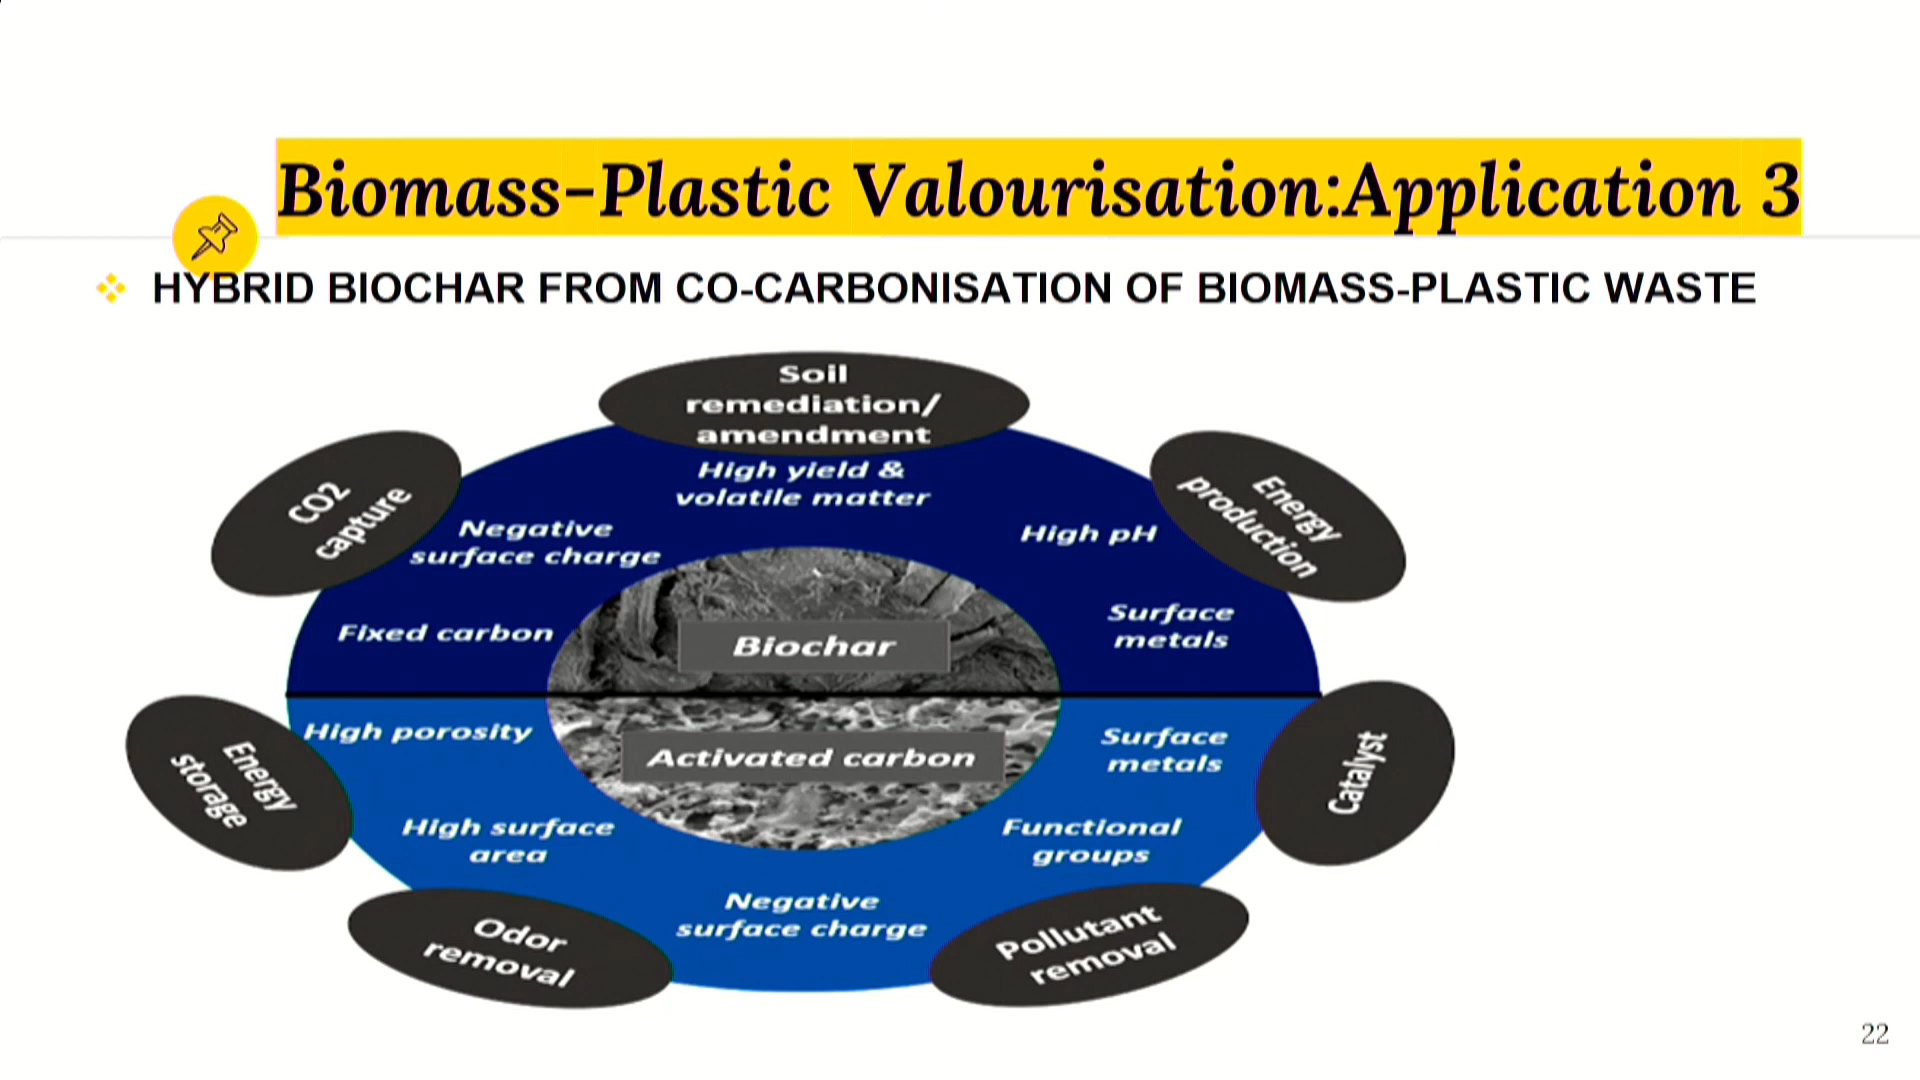 Biomass-Plastic Valourisation:Application 3
HYBRID BIOCHAR FROM CO-CARBONISATION OF BIOMASS-PLASTIC WASTE
Soil
remediation/
amendment
CO2
capture
Energy
production
High yield &
volatile matter
Negative
surface charge
High pH
Fixed carbon
Surface
metals
Biochar
High porosity
Activated carbon
Surface
metals
Energy
storage
Catalyst
High surface
area
Functional
groups
Negative
surface charge
Odor
removal
Pollutant
removal
22